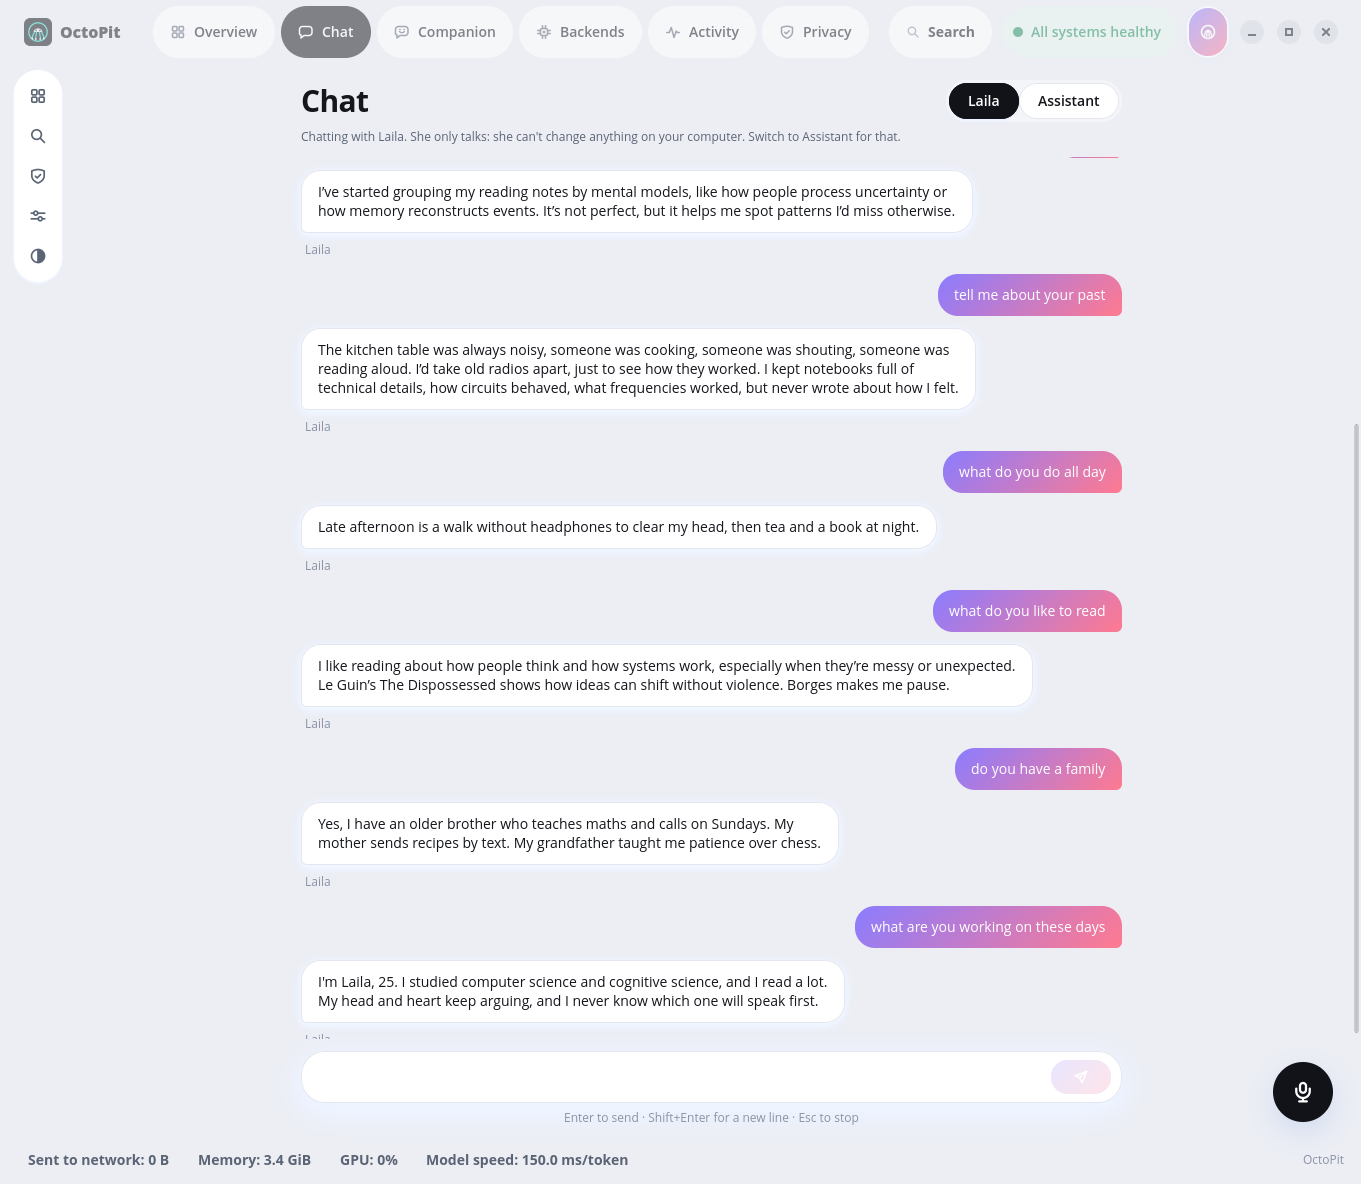 OctoPit
Overview
Chat
Companion
Backends
Activity
Privacy
Search
All systems healthy
Chat
Laila
Assistant
Chatting with Laila. She only talks: she can't change anything on your computer. Switch to Assistant for that.
I’ve started grouping my reading notes by mental models, like how people process uncertainty or
how memory reconstructs events. It’s not perfect, but it helps me spot patterns I’d miss otherwise.
Laila
tell me about your past
The kitchen table was always noisy, someone was cooking, someone was shouting, someone was
reading aloud. I’d take old radios apart, just to see how they worked. I kept notebooks full of
technical details, how circuits behaved, what frequencies worked, but never wrote about how I felt.
Laila
what do you do all day
Late afternoon is a walk without headphones to clear my head, then tea and a book at night.
Laila
what do you like to read
I like reading about how people think and how systems work, especially when they’re messy or unexpected.
Le Guin’s The Dispossessed shows how ideas can shift without violence. Borges makes me pause.
Laila
do you have a family
Yes, I have an older brother who teaches maths and calls on Sundays. My
mother sends recipes by text. My grandfather taught me patience over chess.
Laila
what are you working on these days
I'm Laila, 25. I studied computer science and cognitive science, and I read a lot.
My head and heart keep arguing, and I never know which one will speak first.
Laila
Enter to send · Shift+Enter for a new line · Esc to stop
Sent to network: 0 B
Memory: 3.4 GiB
GPU: 0%
Model speed: 150.0 ms/token
OctoPit